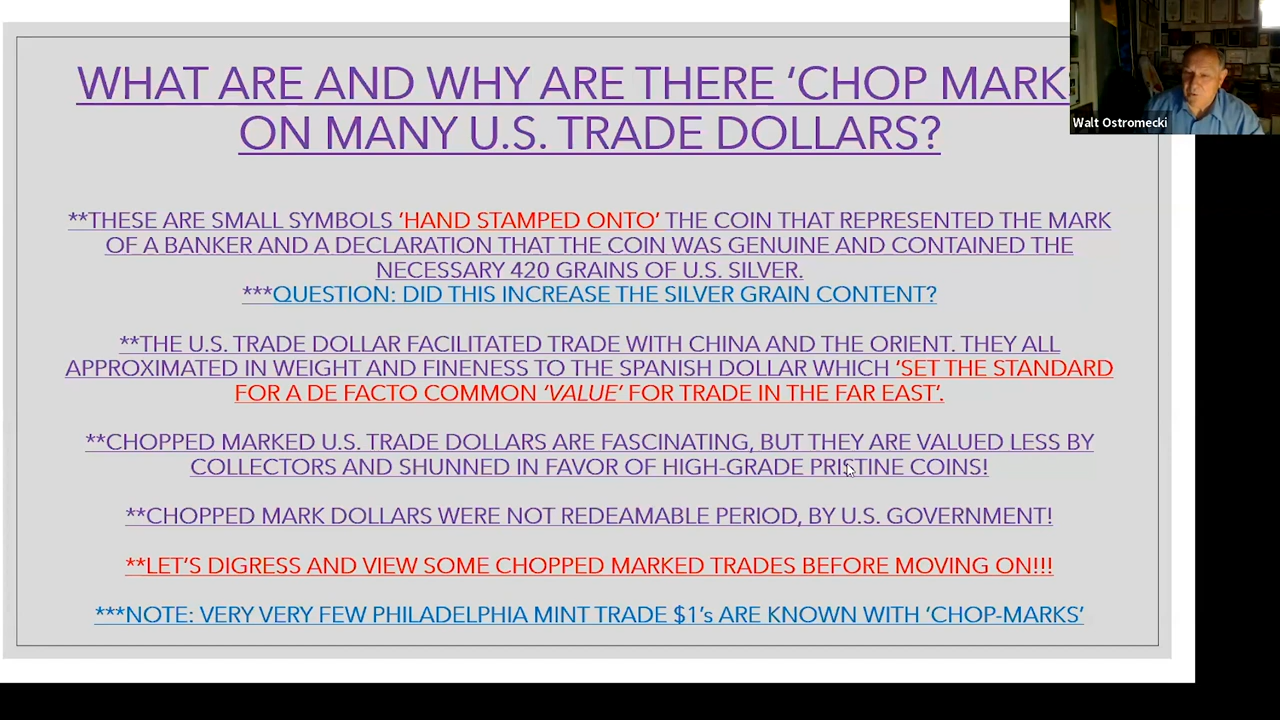 WHAT ARE AND WHY ARE THERE ‘CHOP MARK
ON MANY U.S. TRADE DOLLARS?
Walt Ostromecki
**THESE ARE SMALL SYMBOLS ’HAND STAMPED ONTO’ THE COIN THAT REPRESENTED THE MARK
OF A BANKER AND A DECLARATION THAT THE COIN WAS GENUINE AND CONTAINED THE
NECESSARY 420 GRAINS OF U.S. SILVER.
***QUESTION: DID THIS INCREASE THE SILVER GRAIN CONTENT?
**THE U.S. TRADE DOLLAR FACILITATED TRADE WITH CHINA AND THE ORIENT. THEY ALL
APPROXIMATED IN WEIGHT AND FINENESS TO THE SPANISH DOLLAR WHICH ‘SET THE STANDARD
FOR A DE FACTO COMMON ‘VALUE’ FOR TRADE IN THE FAR EAST’.
**CHOPPED MARKED U.S. TRADE DOLLARS ARE FASCINATING, BUT THEY ARE VALUED LESS BY
COLLECTORS AND SHUNNED IN FAVOR OF HIGH-GRADE PRISTINE COINS!
**CHOPPED MARK DOLLARS WERE NOT REDEAMABLE PERIOD, BY U.S. GOVERNMENT!
**LET’S DIGRESS AND VIEW SOME CHOPPED MARKED TRADES BEFORE MOVING ON!!!
***NOTE: VERY VERY FEW PHILADELPHIA MINT TRADE $1’s ARE KNOWN WITH ‘CHOP-MARKS’